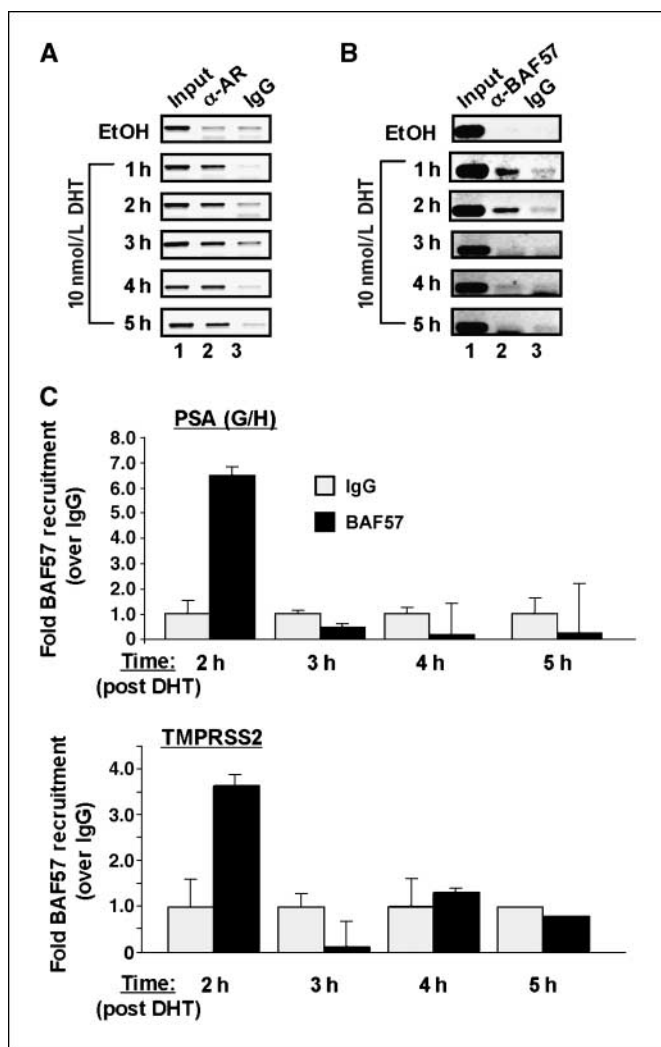 A
Input α-AR IgG
EtOH
10 nmol/L DHT
1 h
2 h
3 h
4 h
5 h
1 2 3
B
Input α-BAF57 IgG
EtOH
10 nmol/L DHT
1 h
2 h
3 h
4 h
5 h
1 2 3
C
PSA (G/H)
Fold BAF57 recruitment
(over IgG)
8.0
7.0
6.0
5.0
4.0
3.0
2.0
1.0
0
IgG
BAF57
Time: 2 h 3 h 4 h 5 h
(post DHT)
TMPRSS2
Fold BAF57 recruitment
(over IgG)
4.0
3.0
2.0
1.0
0
Time: 2 h 3 h 4 h 5 h
(post DHT)